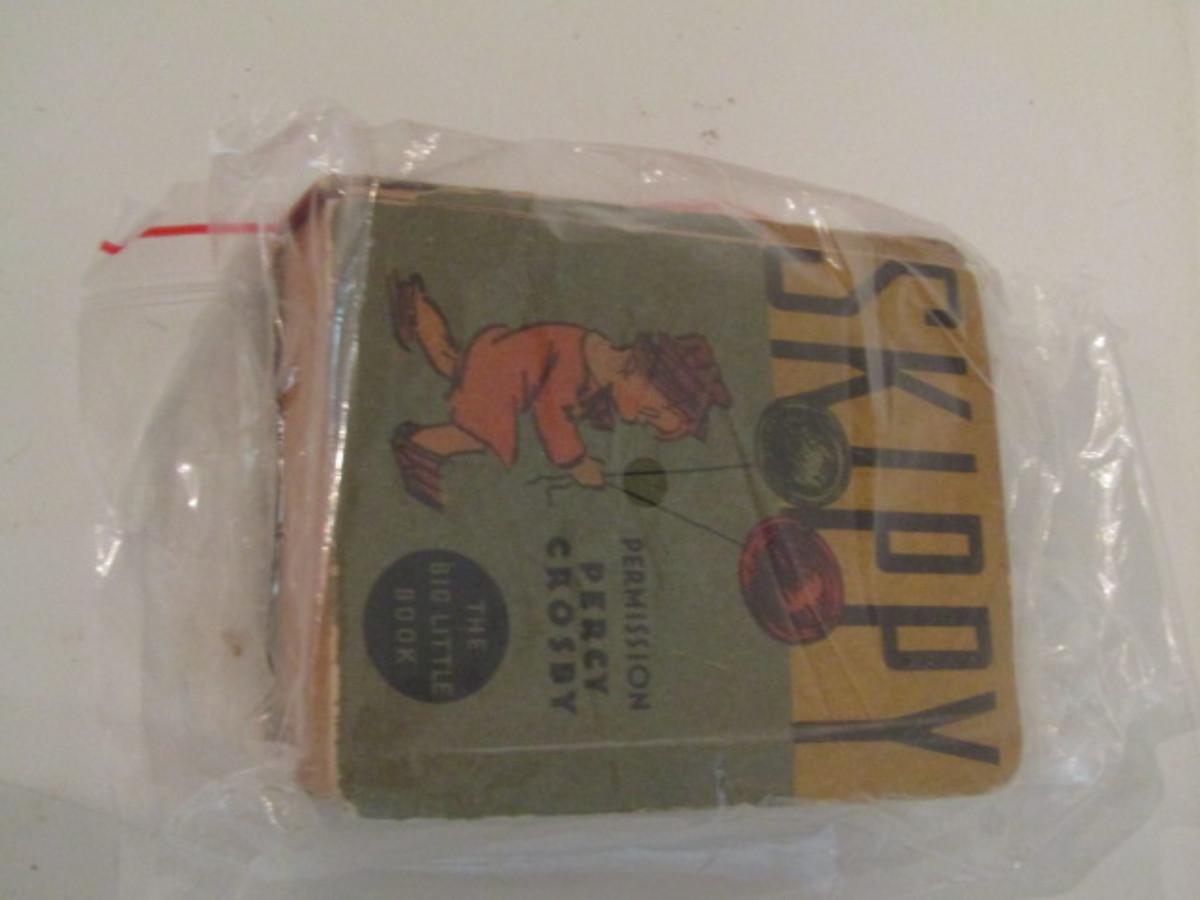 SKIPPY
PERMISSION
PERCY
CROSBY
THE
BIG LITTLE
BOOK